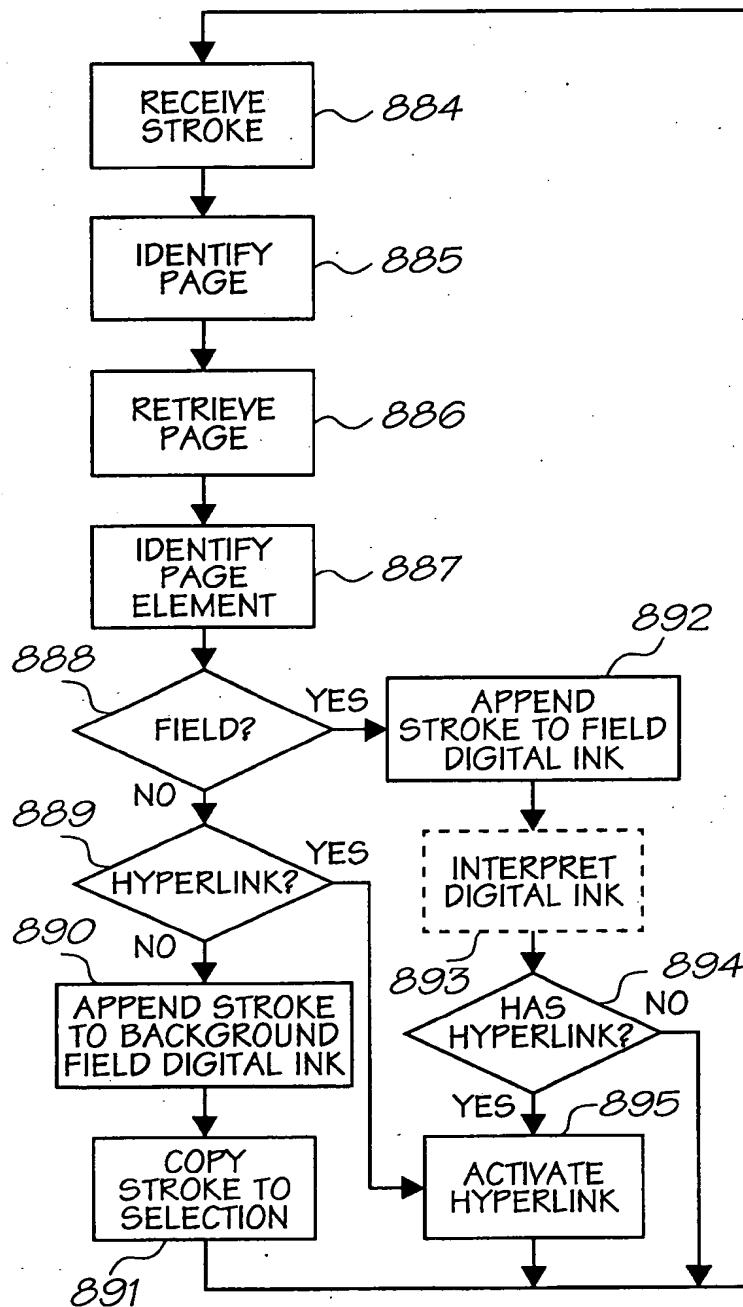 RECEIVE
STROKE
884
IDENTIFY
PAGE
885
RETRIEVE
PAGE
886
IDENTIFY
PAGE
ELEMENT
887
888
FIELD?
YES
NO
892
APPEND
STROKE TO FIELD
DIGITAL INK
889
HYPERLINK?
YES
NO
INTERPRET
DIGITAL INK
893
890
APPEND STROKE
TO BACKGROUND
FIELD DIGITAL INK
894
HAS
HYPERLINK?
NO
YES
895
COPY
STROKE TO
SELECTION
891
ACTIVATE
HYPERLINK